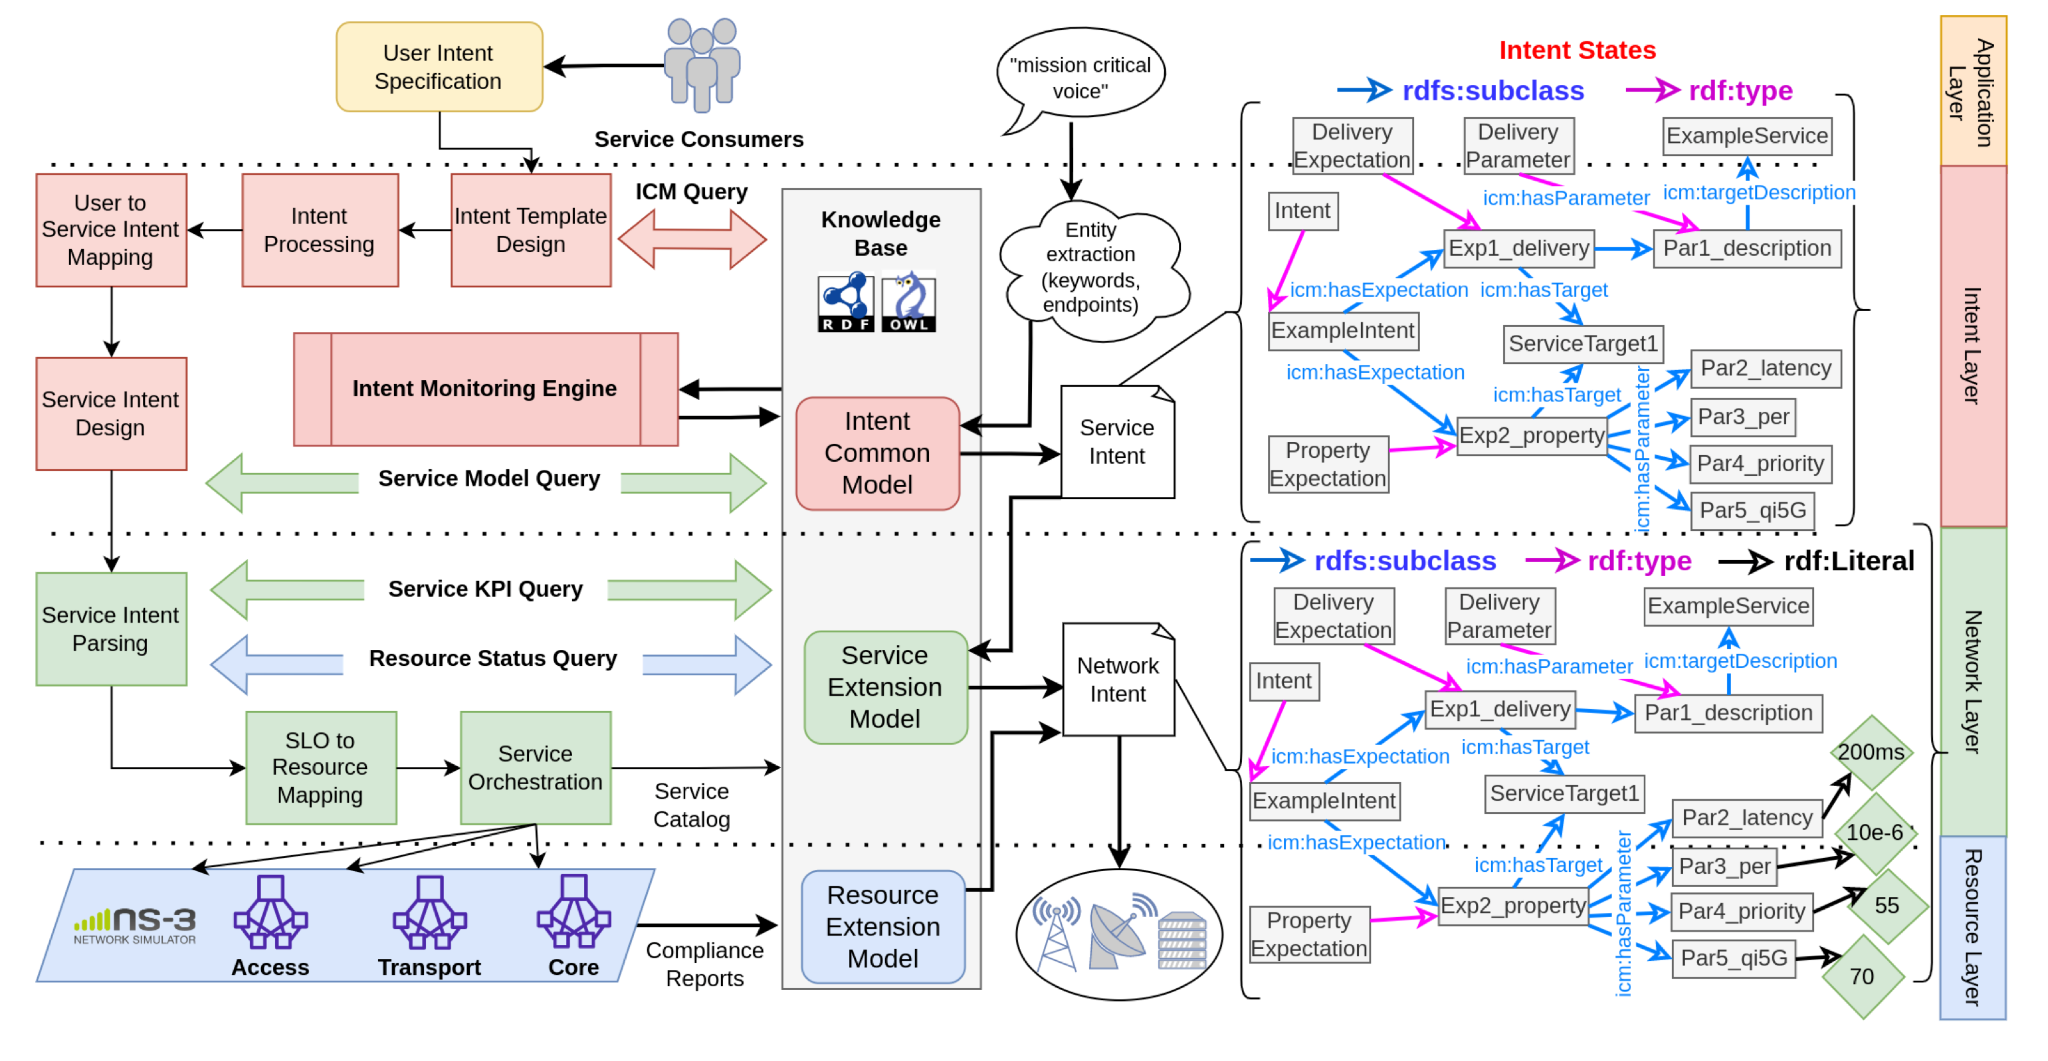 User Intent
Specification
Service Consumers
"mission critical
voice"
Intent States
rdfs:subclass
rdf:type
Application
Layer
User to
Service Intent
Mapping
Intent
Processing
Intent Template
Design
ICM Query
Knowledge
Base
RDF
OWL
Entity
extraction
(keywords,
endpoints)
Delivery
Expectation
Delivery
Parameter
ExampleService
icm:hasParameter
icm:targetDescription
Intent
Exp1_delivery
Par1_description
icm:hasExpectation
icm:hasTarget
ExampleIntent
ServiceTarget1
icm:hasExpectation
icm:hasTarget
icm:hasParameter
Par2_latency
Par3_per
Exp2_property
Property
Expectation
Par4_priority
Par5_qi5G
Intent Layer
Service Intent
Design
Intent Monitoring Engine
Intent
Common
Model
Service
Intent
Service Model Query
Service Intent
Parsing
Service KPI Query
Resource Status Query
Service
Extension
Model
Network
Intent
SLO to
Resource
Mapping
Service
Orchestration
Service
Catalog
rdfs:subclass
rdf:type
rdf:Literal
Delivery
Expectation
Delivery
Parameter
ExampleService
icm:hasParameter
icm:targetDescription
Intent
Exp1_delivery
Par1_description
icm:hasExpectation
icm:hasTarget
ExampleIntent
ServiceTarget1
icm:hasExpectation
icm:hasTarget
icm:hasParameter
Par2_latency
200ms
Par3_per
10e-6
Exp2_property
Property
Expectation
Par4_priority
55
Par5_qi5G
70
Network Layer
ns-3
NETWORK SIMULATOR
Access
Transport
Core
Compliance
Reports
Resource
Extension
Model
Resource Layer